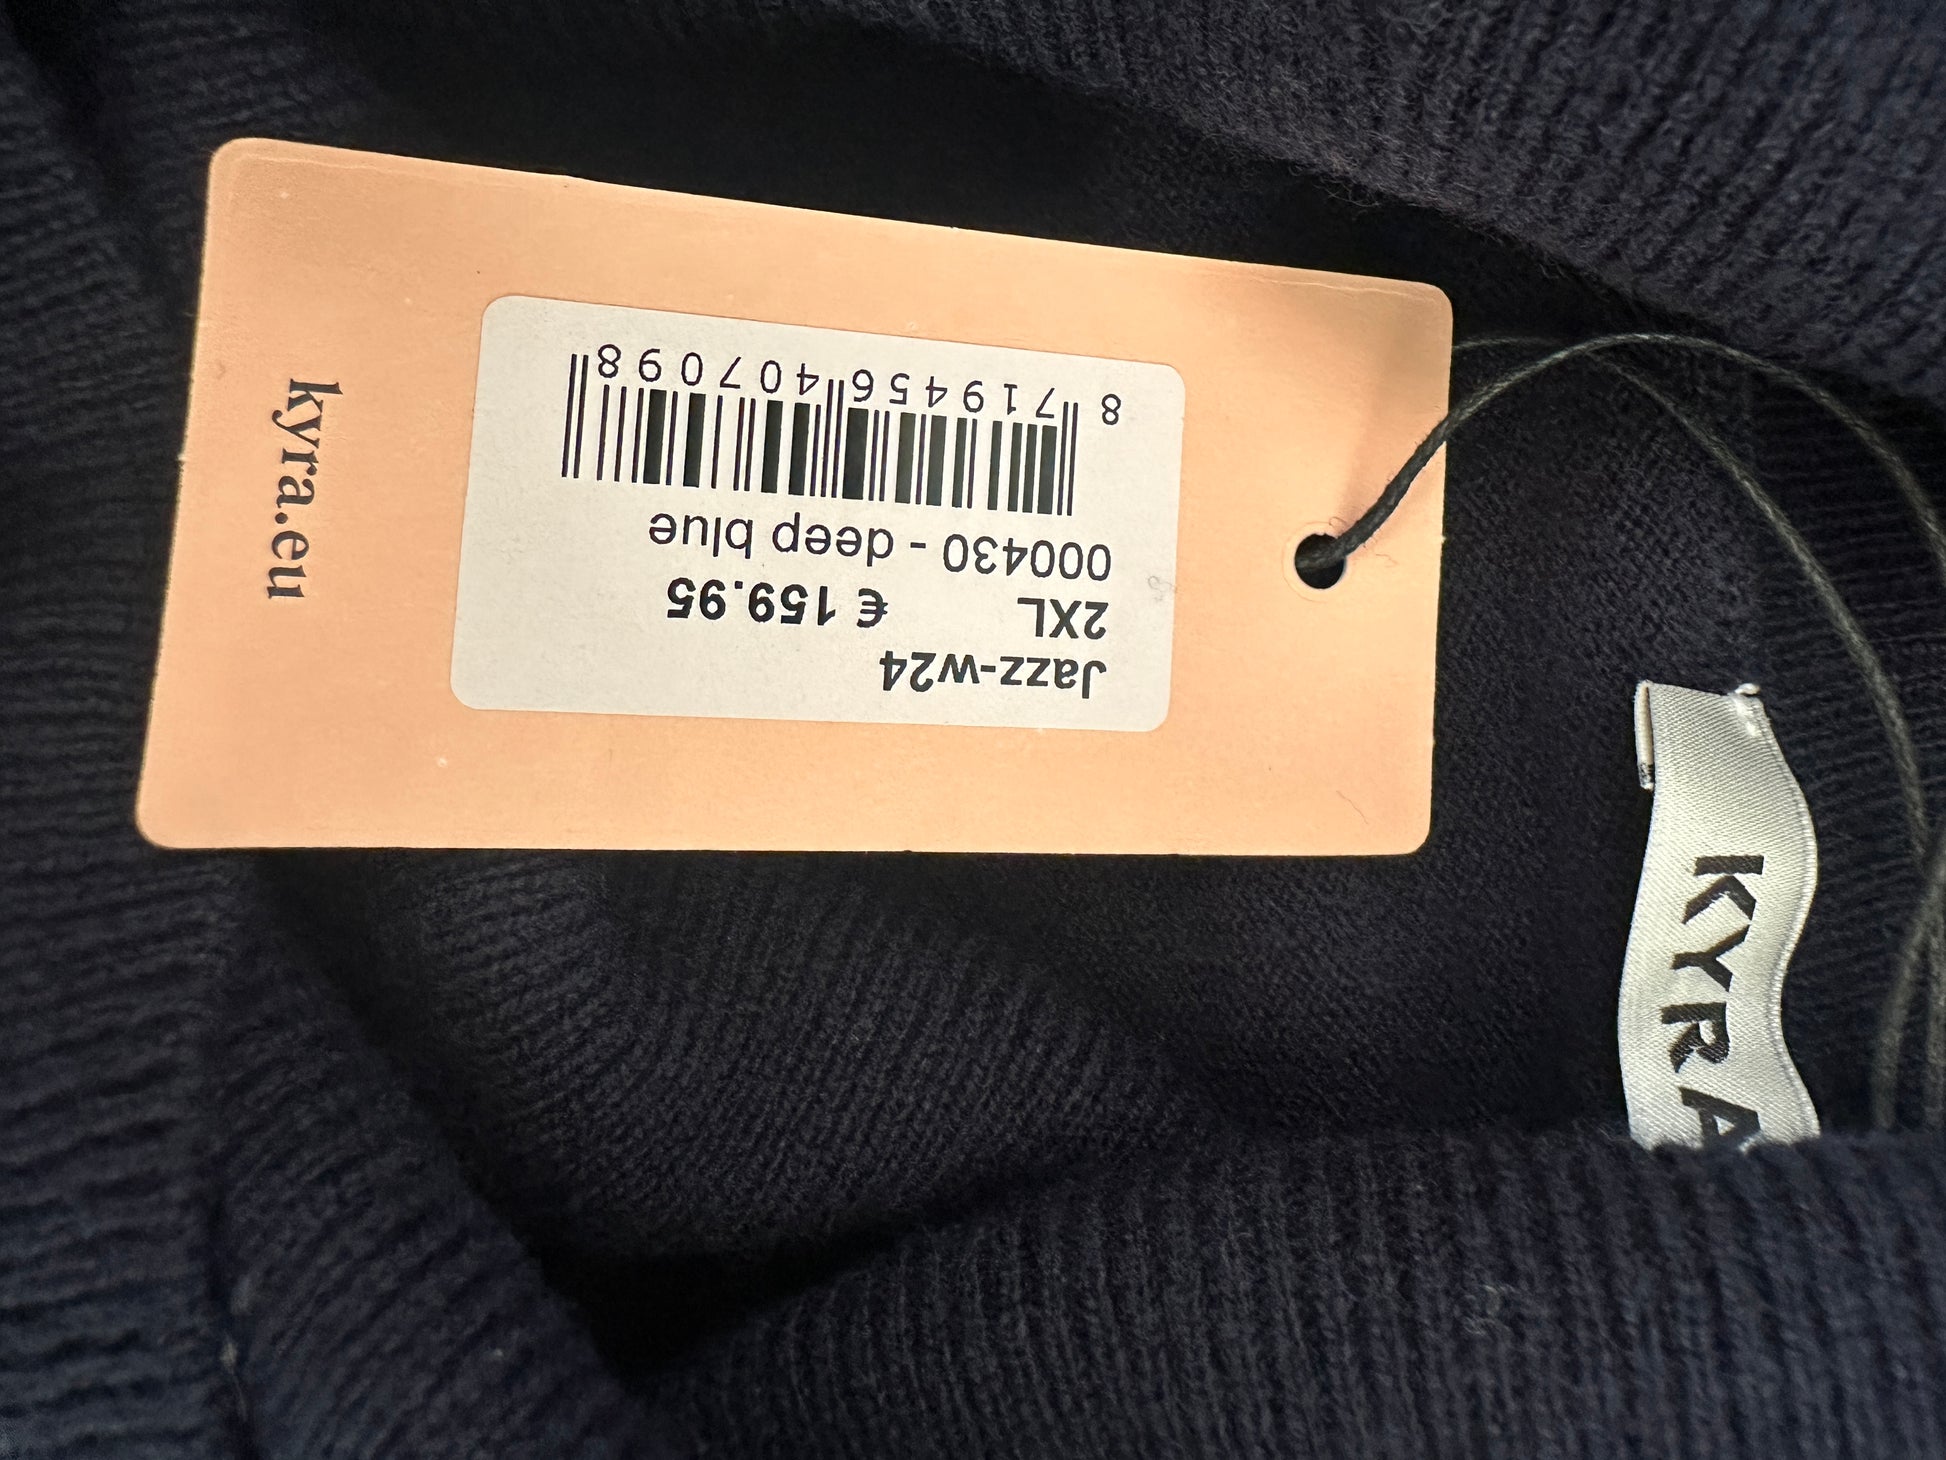 Jazz-w24
2XL € 159.95
000430 - deep blue
8 719456 407098
kyra.eu
KYRA